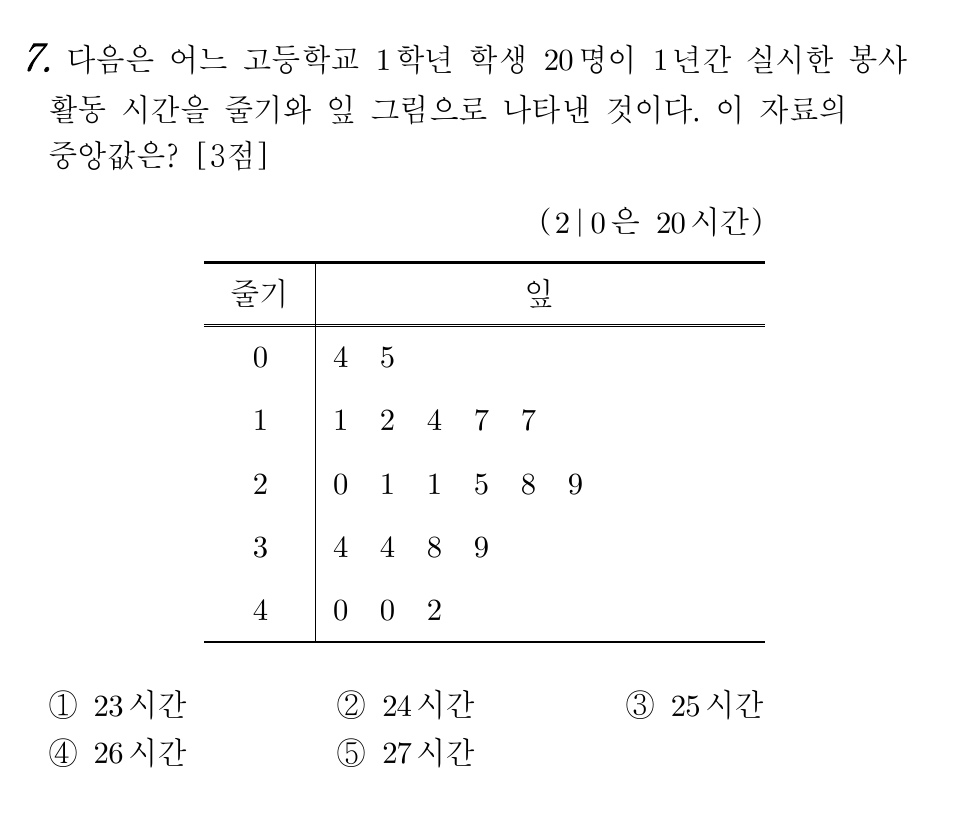 7. 다음은 어느 고등학교 1학년 학생 20명이 1년간 실시한 봉사
활동 시간을 줄기와 잎 그림으로 나타낸 것이다. 이 자료의
중앙값은? [3점]
(2|0은 20시간)
줄기 잎
0 4 5
1 1 2 4 7 7
2 0 1 1 5 8 9
3 4 4 8 9
4 0 0 2
① 23시간 ② 24시간 ③ 25시간
④ 26시간 ⑤ 27시간